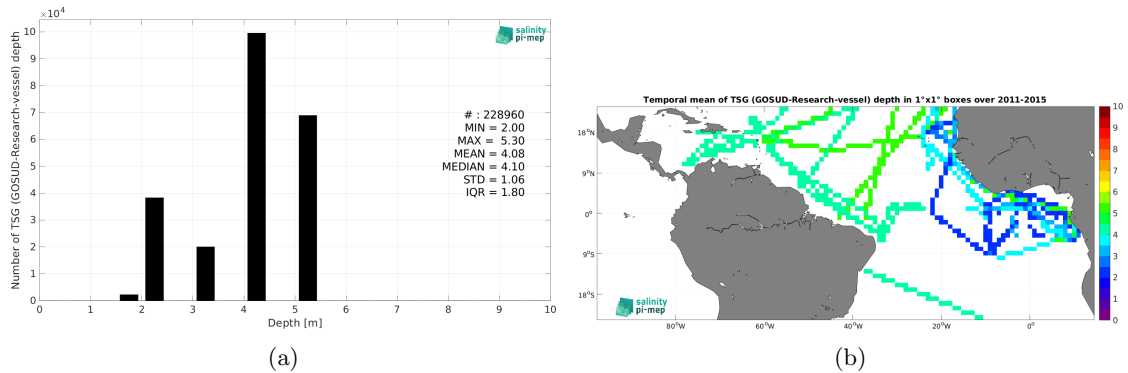 ×10⁴
10
9
8
7
6
5
4
3
2
1
0
Number of TSG (GOSUD-Research-vessel) depth
0 1 2 3 4 5 6 7 8 9 10
Depth [m]
salinity
pi-mep
# : 228960
MIN = 2.00
MAX = 5.30
MEAN = 4.08
MEDIAN = 4.16
STD = 1.06
IQR = 1.80
(a)
Temporal mean of TSG (GOSUD-Research-vessel) depth in 1°x1° boxes over 2011-2015
18°N
9°N
0°
9°S
18°S
80°W 60°W 40°W 20°W 0°
salinity
pi-mep
10
9
8
7
6
5
4
3
2
1
0
(b)